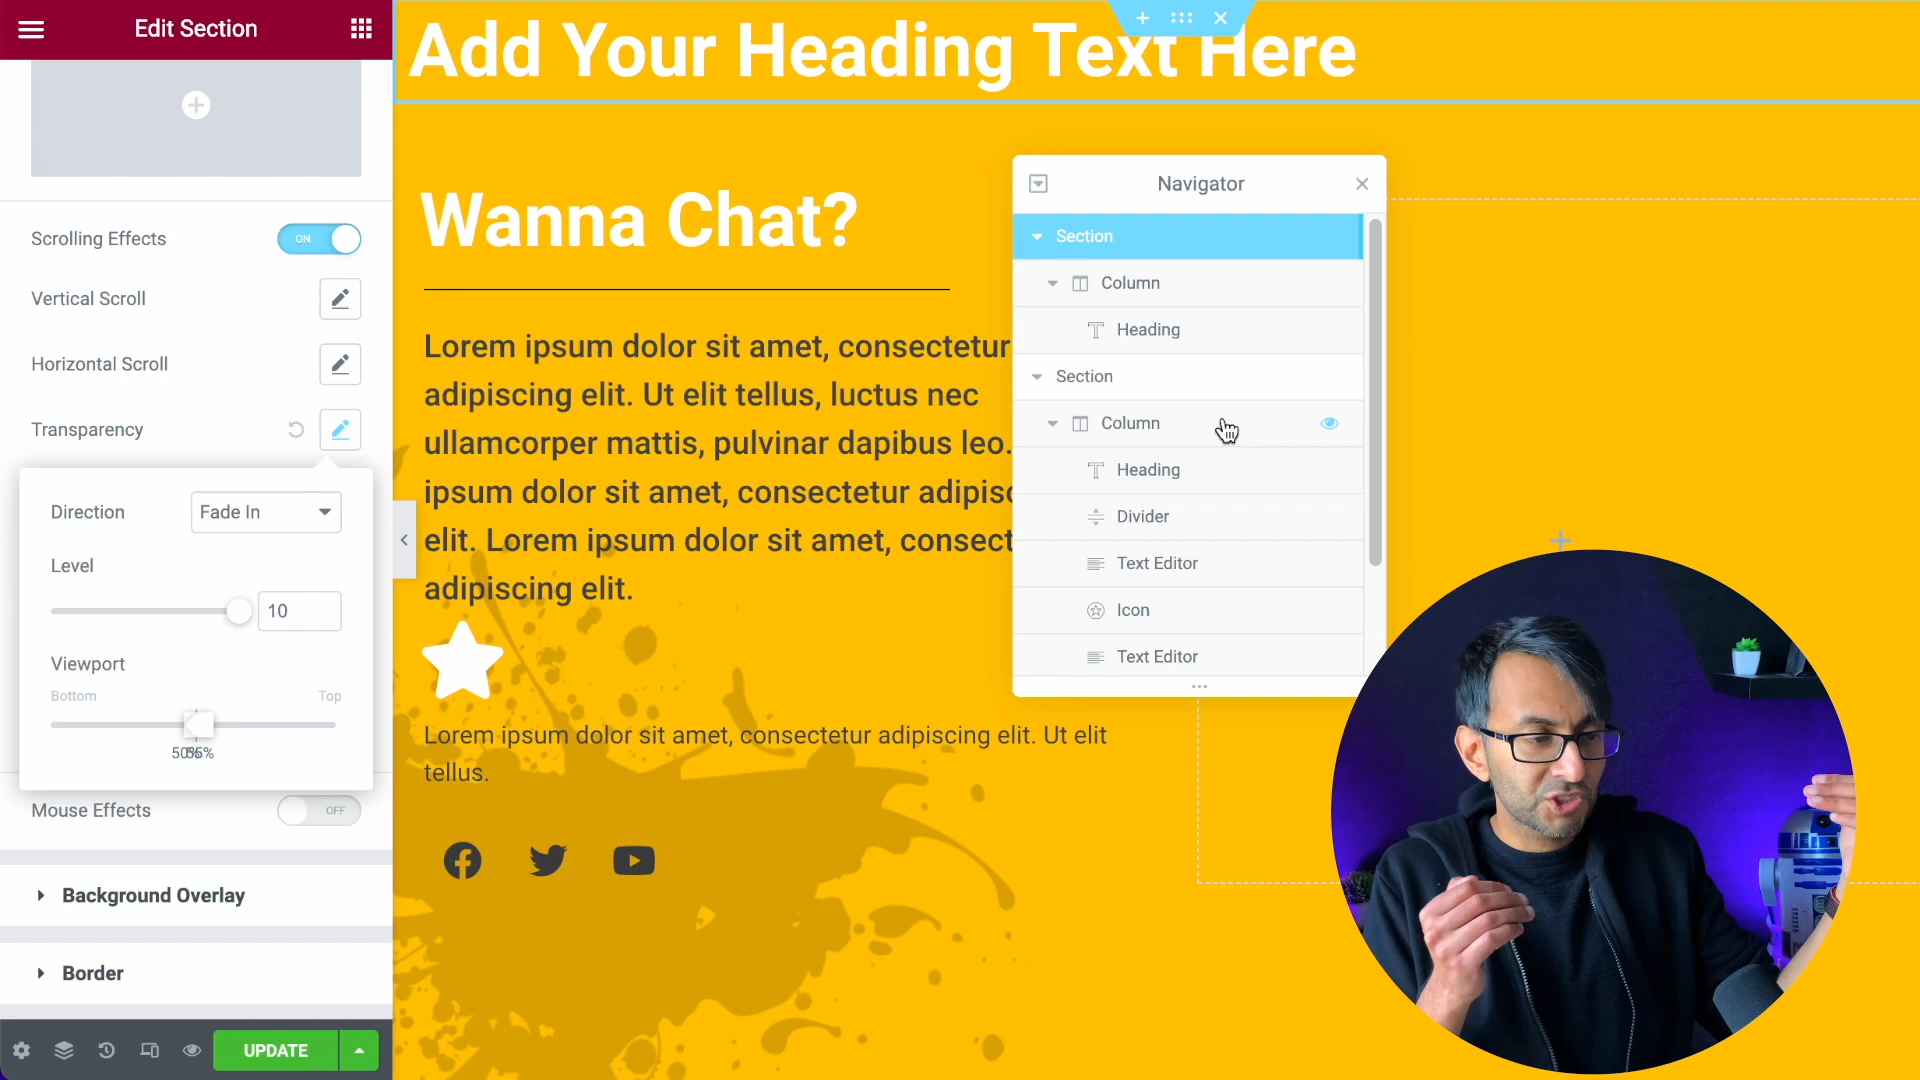 Edit Section
Scrolling Effects
ON
Vertical Scroll
Horizontal Scroll
Transparency
Direction
Fade In
Level
10
Viewport
Bottom
Top
50%
Mouse Effects
OFF
Background Overlay
Border
UPDATE
Add Your Heading Text Here
Wanna Chat?
Lorem ipsum dolor sit amet, consectetur
adipiscing elit. Ut elit tellus, luctus nec
ullamcorper mattis, pulvinar dapibus leo.
ipsum dolor sit amet, consectetur adipisc
elit. Lorem ipsum dolor sit amet, consect
adipiscing elit.
Lorem ipsum dolor sit amet, consectetur adipiscing elit. Ut elit
tellus.
Navigator
Section
Column
Heading
Section
Column
Heading
Divider
Text Editor
Icon
Text Editor